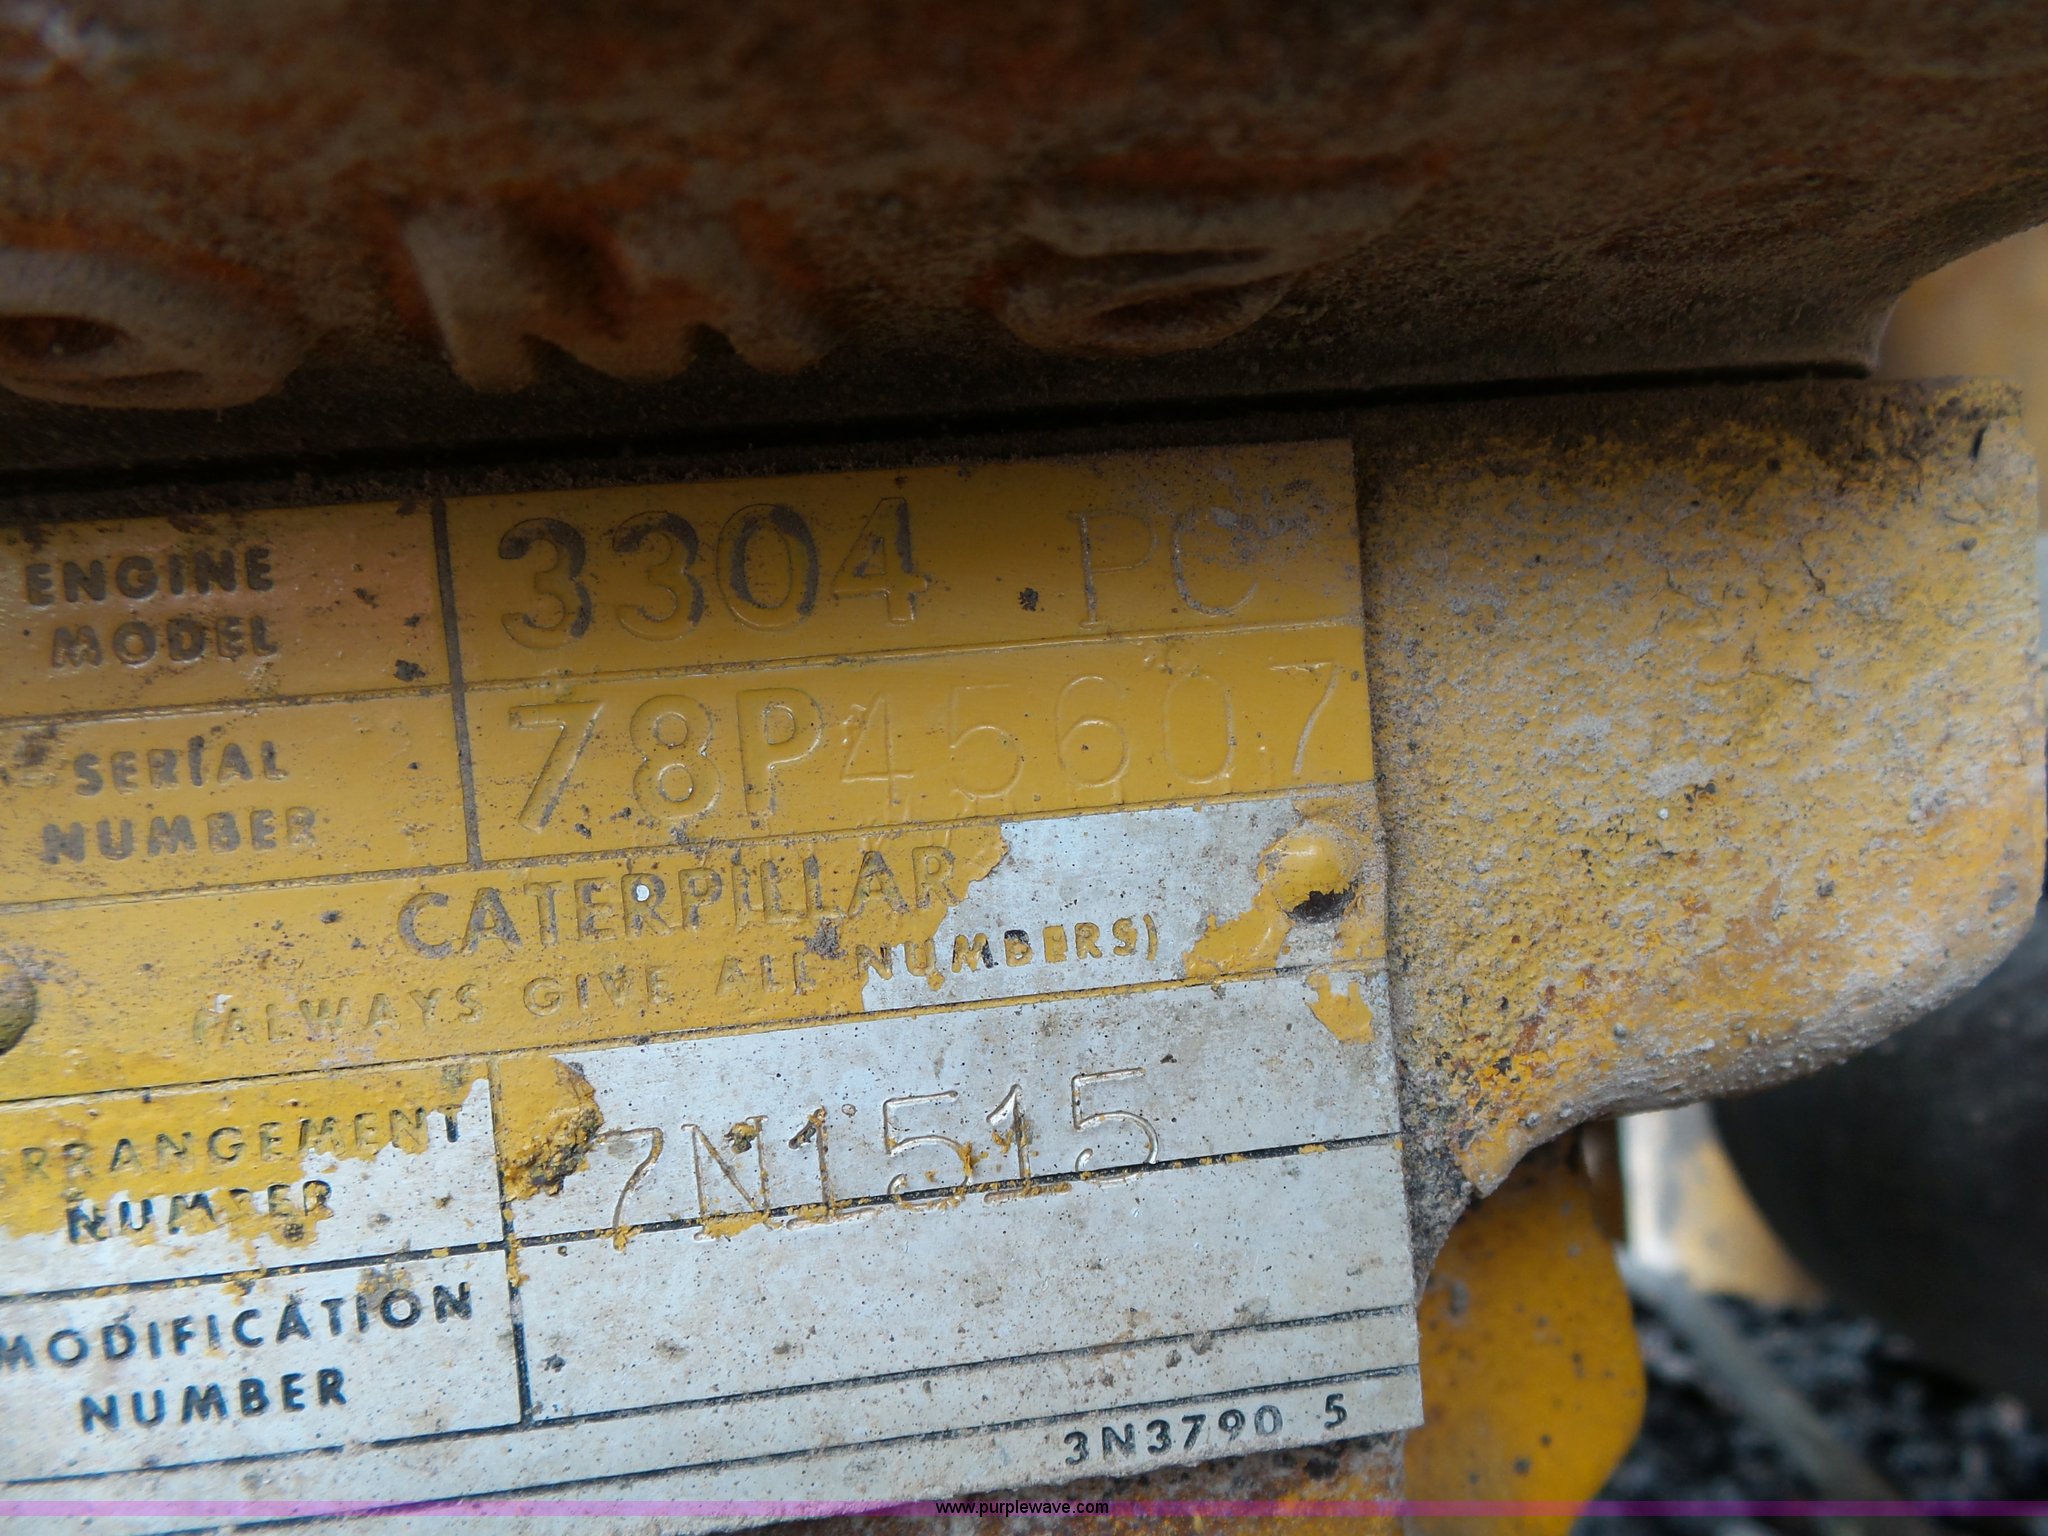 ENGINE
MODEL
3304 PC
SERIAL
NUMBER
78P45607
CATERPILLAR
(ALWAYS GIVE ALL NUMBERS)
ARRANGEMENT
NUMBER
7N1515
MODIFICATION
NUMBER
3N3790 5
www.purplewave.com